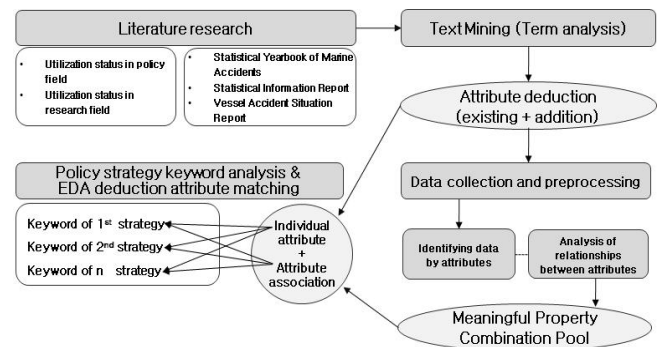 Literature research
Text Mining (Term analysis)
• Utilization status in policy
field
• Utilization status in
research field
• Statistical Yearbook of Marine
Accidents
• Statistical Information Report
• Vessel Accident Situation
Report
Attribute deduction
(existing + addition)
Policy strategy keyword analysis &
EDA deduction attribute matching
Data collection and preprocessing
Keyword of 1st strategy
Keyword of 2nd strategy
Keyword of n strategy
Individual
attribute
+
Attribute
association
Identifying data
by attributes
Analysis of
relationships
between attributes
Meaningful Property
Combination Pool